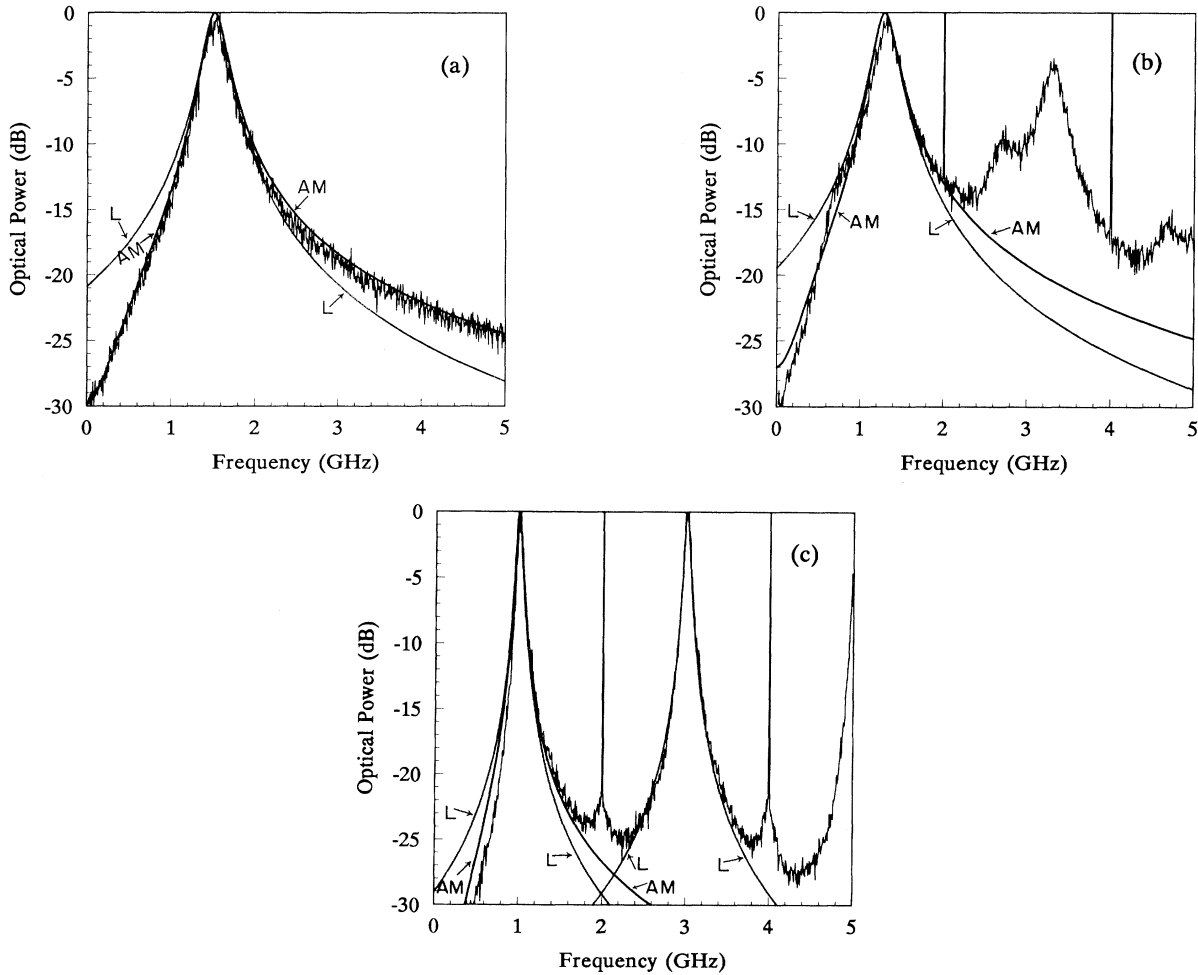 (a)
Optical Power (dB)
0
-5
-10
-15
-20
-25
-30
L
AM
AM
L
0 1 2 3 4 5
Frequency (GHz)
(b)
Optical Power (dB)
0
-5
-10
-15
-20
-25
-30
L
AM
L
AM
0 1 2 3 4 5
Frequency (GHz)
(c)
Optical Power (dB)
0
-5
-10
-15
-20
-25
-30
L
AM
L
L
AM
L
0 1 2 3 4 5
Frequency (GHz)